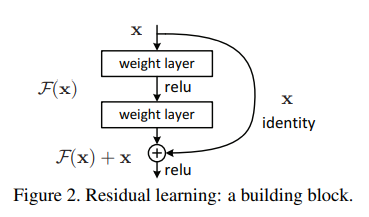 x
weight layer
relu
F(x)
weight layer
x
identity
F(x) + x
relu
Figure 2. Residual learning: a building block.